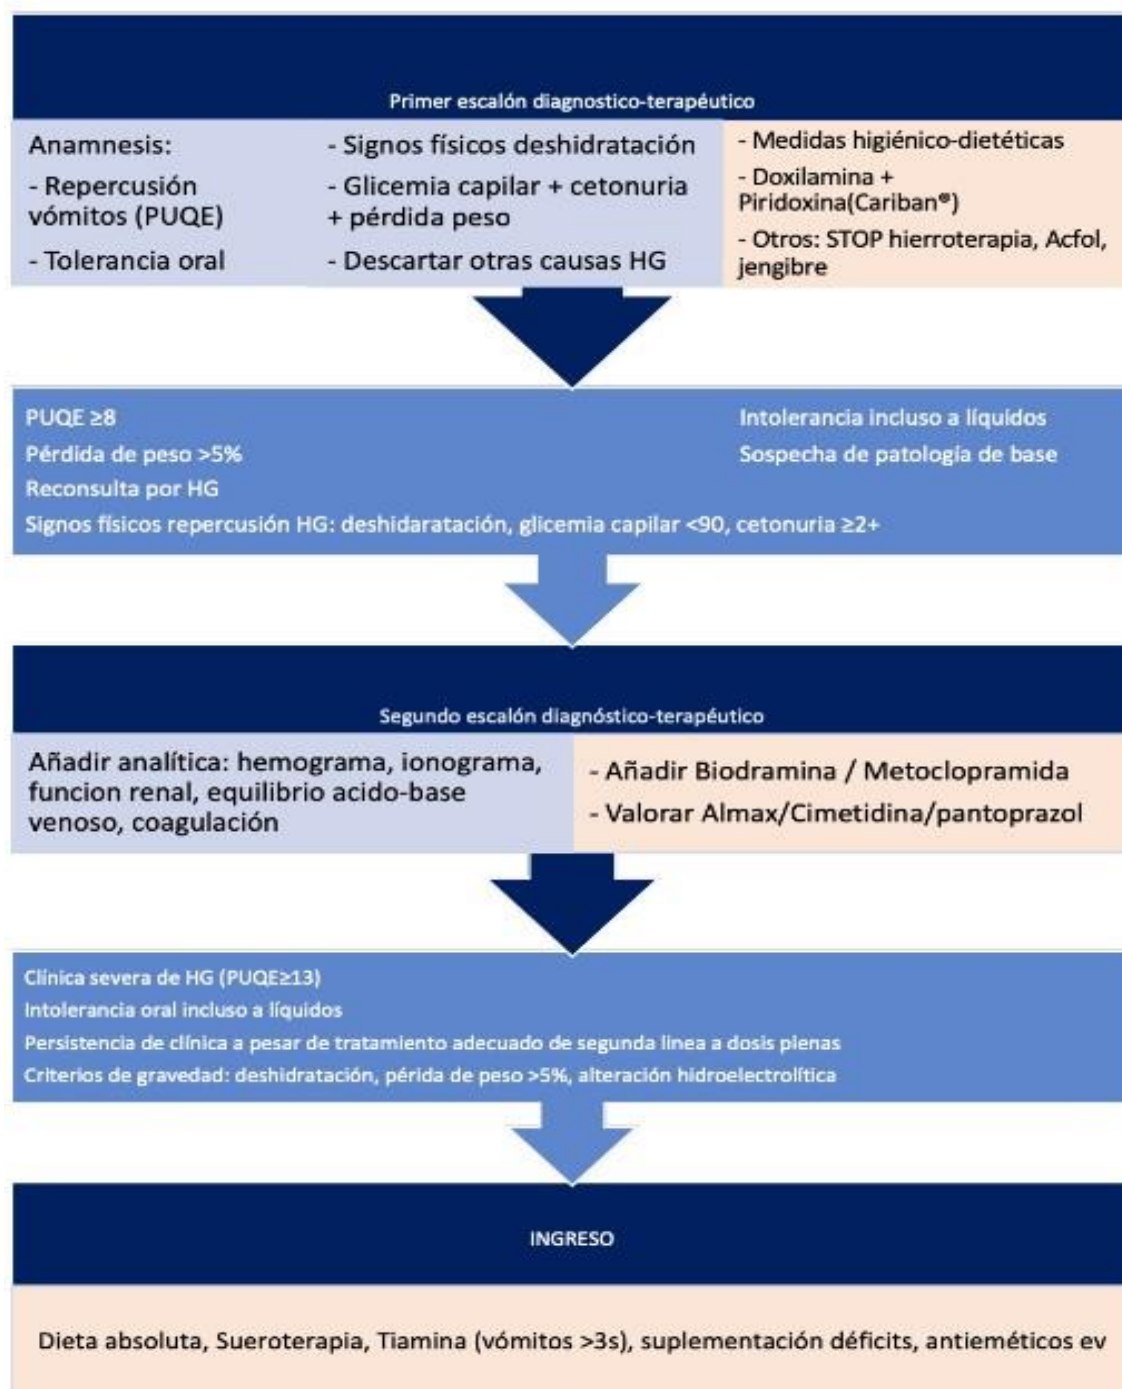 Primer escalón diagnostico-terapéutico
Anamnesis:
- Repercusión
vómitos (PUQE)
- Tolerancia oral
- Signos físicos deshidratación
- Glicemia capilar + cetonuria
+ pérdida peso
- Descartar otras causas HG
- Medidas higiénico-dietéticas
- Doxilamina +
Piridoxina(Cariban®)
- Otros: STOP hierroterapia, Acfol,
jengibre
PUQE ≥8
Pérdida de peso >5%
Reconsulta por HG
Signos físicos repercusión HG: deshidaratación, glicemia capilar <90, cetonuria ≥2+
Intolerancia incluso a líquidos
Sospecha de patología de base
Segundo escalón diagnóstico-terapéutico
Añadir analítica: hemograma, ionograma,
funcion renal, equilibrio acido-base
venoso, coagulación
- Añadir Biodramina / Metoclopramida
- Valorar Almax/Cimetidina/pantoprazol
Clínica severa de HG (PUQE≥13)
Intolerancia oral incluso a líquidos
Persistencia de clínica a pesar de tratamiento adecuado de segunda linea a dosis plenas
Criterios de gravedad: deshidratación, périda de peso >5%, alteración hidroelectrolítica
INGRESO
Dieta absoluta, Sueroterapia, Tiamina (vómitos >3s), suplementación déficits, antieméticos ev